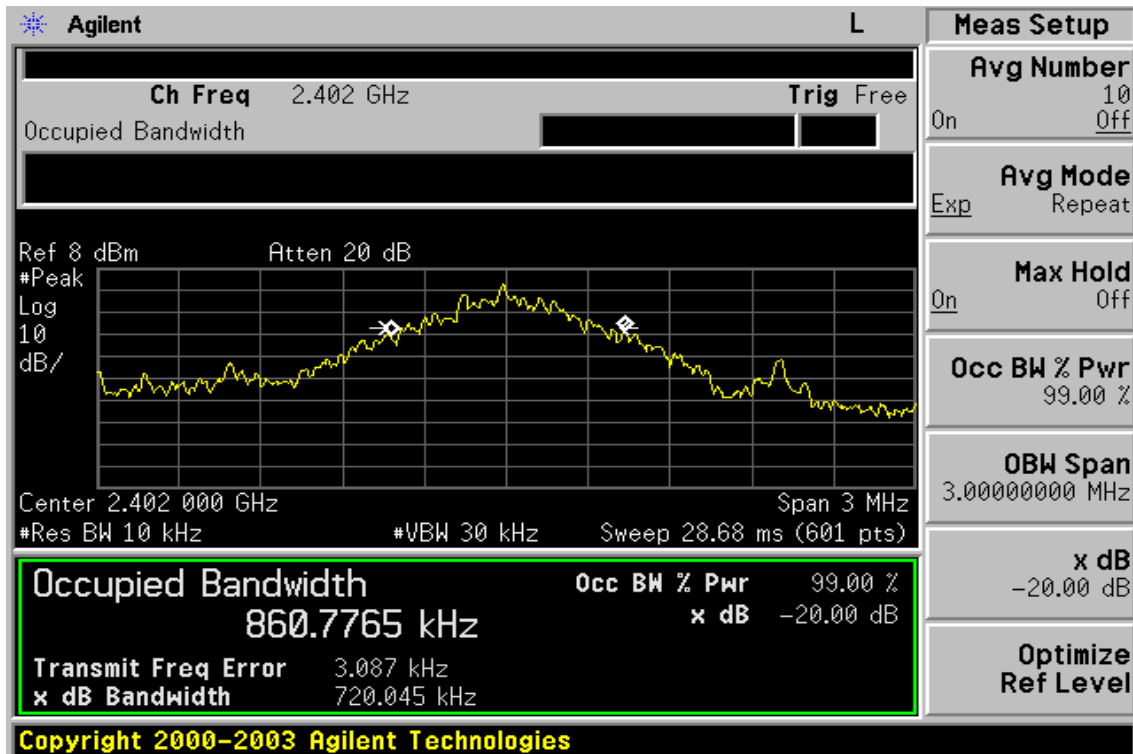 Agilent L
Ch Freq 2.402 GHz Trig Free
Occupied Bandwidth
Ref 8 dBm Atten 20 dB
#Peak
Log
10
dB/
Center 2.402 000 GHz Span 3 MHz
#Res BW 10 kHz #VBW 30 kHz Sweep 28.68 ms (601 pts)
Occupied Bandwidth
860.7765 kHz
Occ BW % Pwr 99.00 %
x dB -20.00 dB
Transmit Freq Error 3.087 kHz
x dB Bandwidth 720.045 kHz
Copyright 2000-2003 Agilent Technologies
Meas Setup
Avg Number
10
On Off
Avg Mode
Exp Repeat
Max Hold
On Off
Occ BW % Pwr
99.00 %
OBW Span
3.00000000 MHz
x dB
-20.00 dB
Optimize
Ref Level